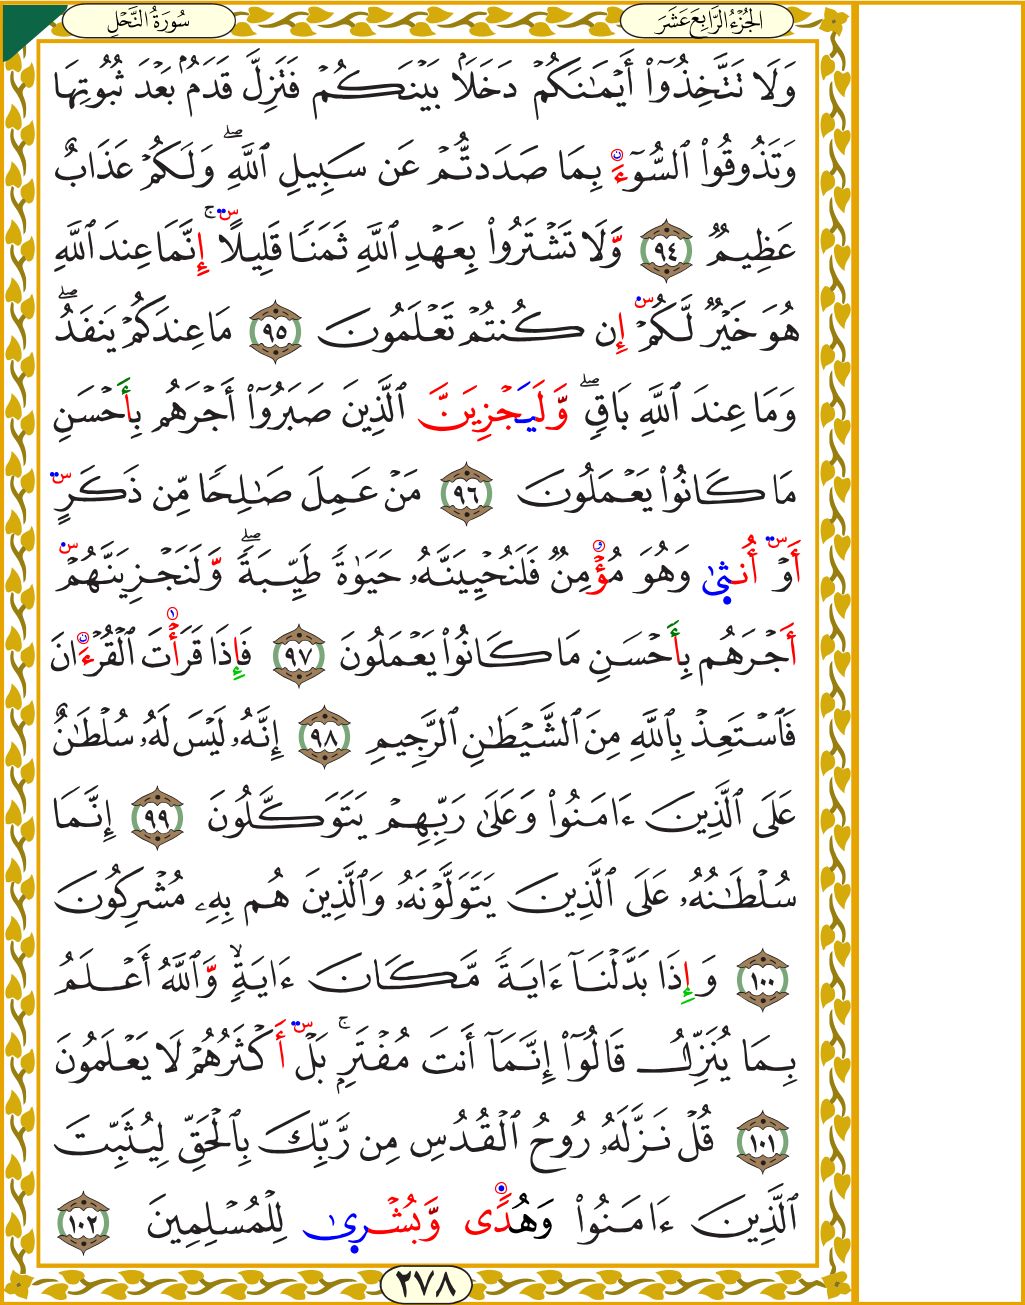 الجُزْءُ الرَّابِعَ عَشَرَ
سُورَةُ النَّحْلِ
وَلَا تَتَّخِذُوٓا۟ أَيْمَـٰنَكُمْ دَخَلًۢا بَيْنَكُمْ فَتَزِلَّ قَدَمٌۢ بَعْدَ ثُبُوتِهَا
وَتَذُوقُوا۟ ٱلسُّوٓءَ بِمَا صَدَدتُّمْ عَن سَبِيلِ ٱللَّهِ ۖ وَلَكُمْ عَذَابٌ
عَظِيمٌ ٩٤ وَّلَا تَشْتَرُوا۟ بِعَهْدِ ٱللَّهِ ثَمَنًا قَلِيلًا ۚ إِنَّمَا عِندَ ٱللَّهِ
هُوَ خَيْرٌ لَّكُمْ إِن كُنتُمْ تَعْلَمُونَ ٩٥ مَا عِندَكُمْ يَنفَدُ ۖ
وَمَا عِندَ ٱللَّهِ بَاقٍ ۗ وَّلَيَجْزِيَنَّ ٱلَّذِينَ صَبَرُوٓا۟ أَجْرَهُم بِأَحْسَنِ
مَا كَانُوا۟ يَعْمَلُونَ ٩٦ مَنْ عَمِلَ صَـٰلِحًا مِّن ذَكَرٍ
أَوْ أُنثَىٰ وَهُوَ مُؤْمِنٌ فَلَنُحْيِيَنَّهُۥ حَيَوٰةً طَيِّبَةً ۖ وَّلَنَجْزِيَنَّهُمْ
أَجْرَهُم بِأَحْسَنِ مَا كَانُوا۟ يَعْمَلُونَ ٩٧ فَإِذَا قَرَأْتَ ٱلْقُرْءَانَ
فَٱسْتَعِذْ بِٱللَّهِ مِنَ ٱلشَّيْطَـٰنِ ٱلرَّجِيمِ ٩٨ إِنَّهُۥ لَيْسَ لَهُۥ سُلْطَـٰنٌ
عَلَى ٱلَّذِينَ ءَامَنُوا۟ وَعَلَىٰ رَبِّهِمْ يَتَوَكَّلُونَ ٩٩ إِنَّمَا
سُلْطَـٰنُهُۥ عَلَى ٱلَّذِينَ يَتَوَلَّوْنَهُۥ وَٱلَّذِينَ هُم بِهِۦ مُشْرِكُونَ
١٠٠ وَإِذَا بَدَّلْنَآ ءَايَةً مَّكَانَ ءَايَةٍ ۙ وَّٱللَّهُ أَعْلَمُ
بِمَا يُنَزِّلُ قَالُوٓا۟ إِنَّمَآ أَنتَ مُفْتَرٍۭ ۚ بَلْ أَكْثَرُهُمْ لَا يَعْلَمُونَ
١٠١ قُلْ نَزَّلَهُۥ رُوحُ ٱلْقُدُسِ مِن رَّبِّكَ بِٱلْحَقِّ لِيُثَبِّتَ
ٱلَّذِينَ ءَامَنُوا۟ وَهُدًى وَّبُشْرَىٰ لِلْمُسْلِمِينَ ١٠٢
٢٧٨